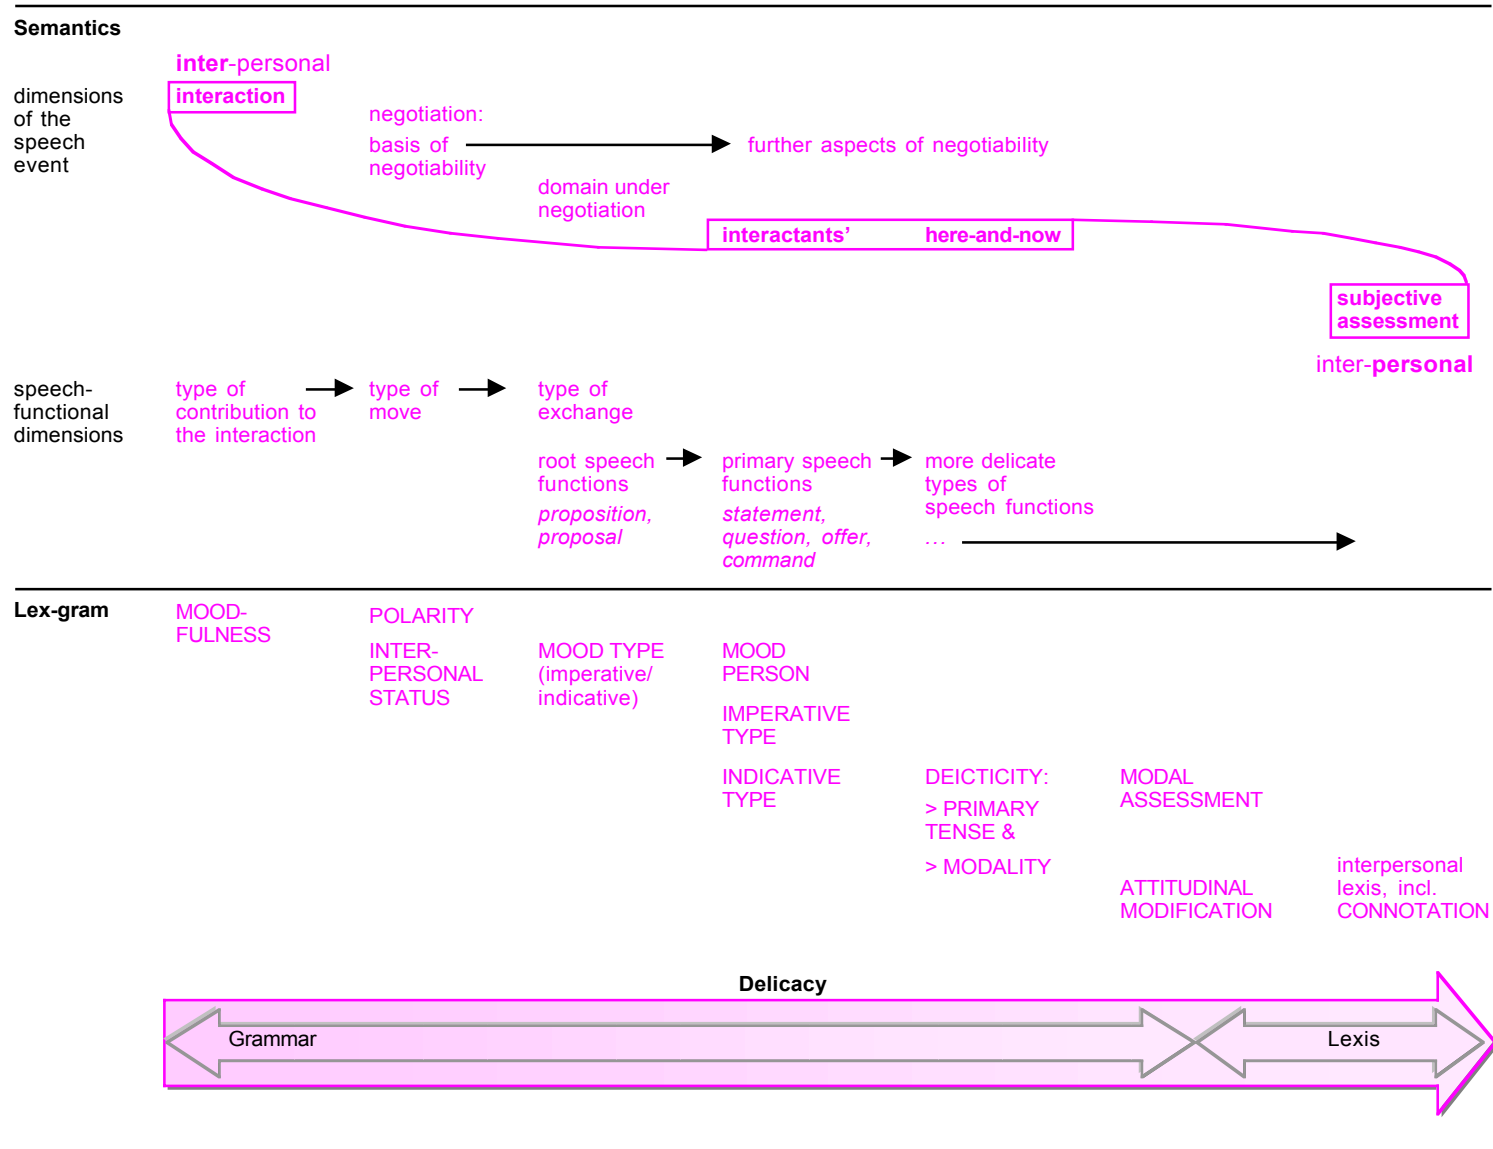 Semantics
inter-personal
dimensions
of the
speech
event
interaction
negotiation:
basis of
negotiability
further aspects of negotiability
domain under
negotiation
interactants’ here-and-now
subjective
assessment
inter-personal
speech-
functional
dimensions
type of
contribution to
the interaction
type of
move
type of
exchange
root speech
functions
proposition,
proposal
primary speech
functions
statement,
question, offer,
command
more delicate
types of
speech functions
...
Lex-gram
MOOD-
FULNESS
POLARITY
INTER-
PERSONAL
STATUS
MOOD TYPE
(imperative/
indicative)
MOOD
PERSON
IMPERATIVE
TYPE
INDICATIVE
TYPE
DEICTICITY:
> PRIMARY
TENSE &
> MODALITY
MODAL
ASSESSMENT
ATTITUDINAL
MODIFICATION
interpersonal
lexis, incl.
CONNOTATION
Delicacy
Grammar
Lexis